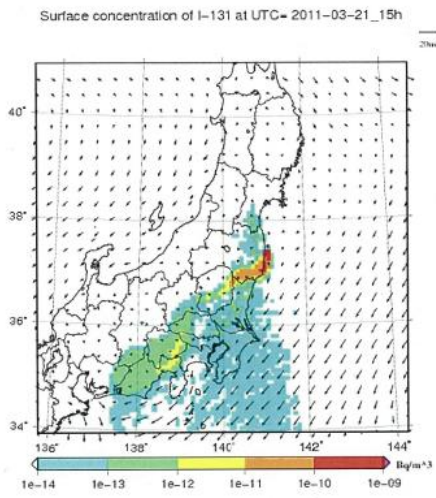 Surface concentration of I-131 at UTC= 2011-03-21_15h
40°
38°
36°
34°
136° 138° 140° 142° 144°
Bq/m^3
1e-14 1e-13 1e-12 1e-11 1e-10 1e-09